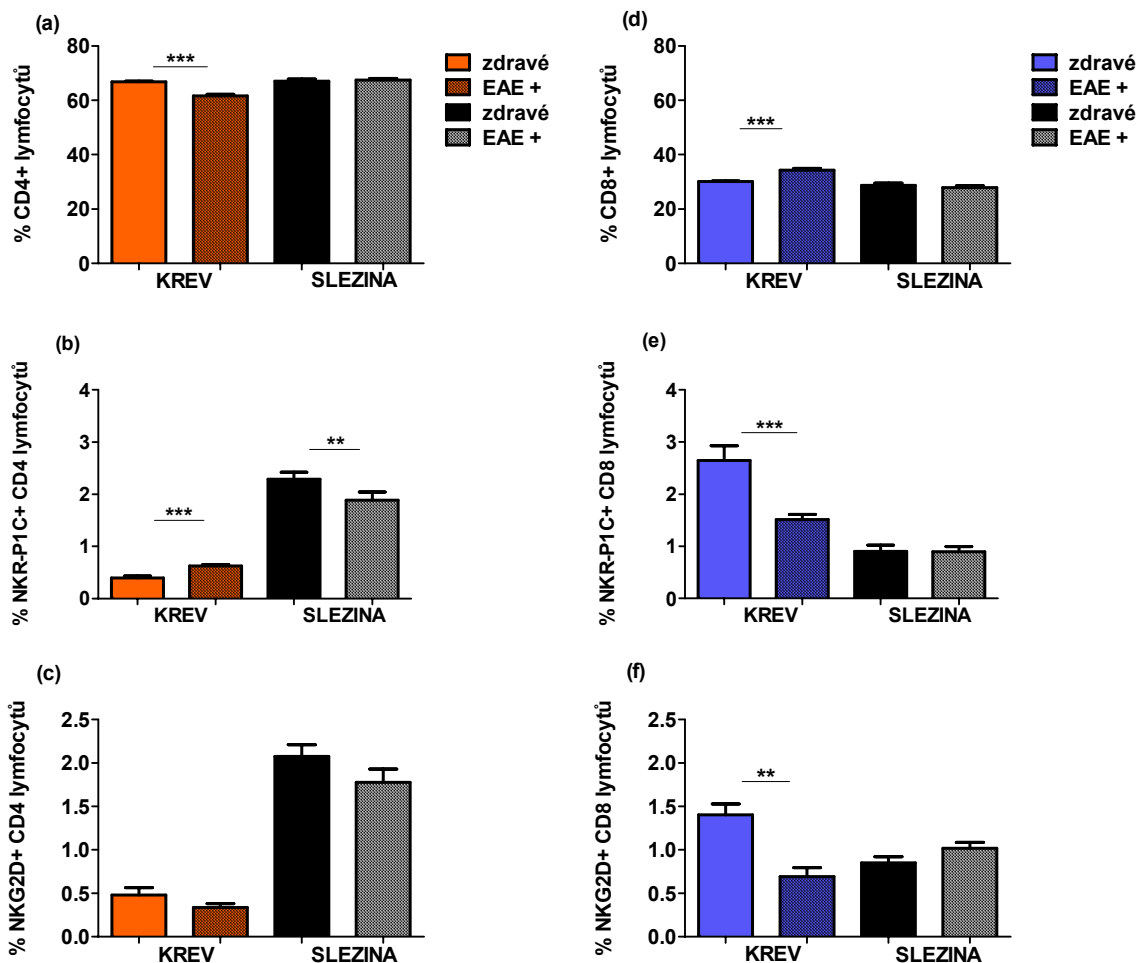 (a)
% CD4+ lymfocytů
80
60
40
20
0
***
KREV
SLEZINA
zdravé
EAE +
zdravé
EAE +
(d)
% CD8+ lymfocytů
80
60
40
20
0
***
KREV
SLEZINA
zdravé
EAE +
zdravé
EAE +
(b)
% NKR-P1C+ CD4 lymfocytů
4
3
2
1
0
***
**
KREV
SLEZINA
(e)
% NKR-P1C+ CD8 lymfocytů
4
3
2
1
0
***
KREV
SLEZINA
(c)
% NKG2D+ CD4 lymfocytů
2.5
2.0
1.5
1.0
0.5
0.0
KREV
SLEZINA
(f)
% NKG2D+ CD8 lymfocytů
2.5
2.0
1.5
1.0
0.5
0.0
**
KREV
SLEZINA